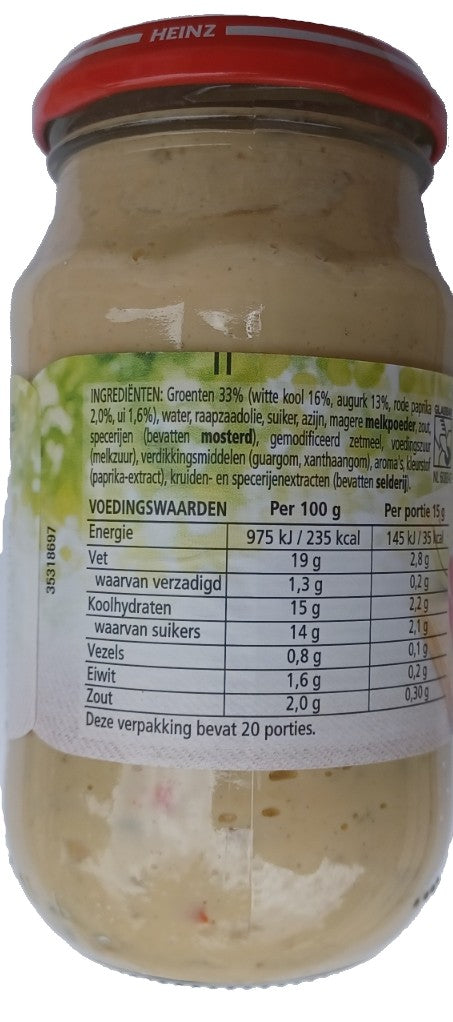 HEINZ
INGREDIËNTEN: Groenten 33% (witte kool 16%, augurk 13%, rode paprika
2,0%, ui 1,6%), water, raapzaadolie, suiker, azijn, magere melkpoeder, zout,
specerijen (bevatten mosterd), gemodificeerd zetmeel, voedingszuur
(melkzuur), verdikkingsmiddelen (guargom, xanthaangom), aroma's, kleurstof
(paprika-extract), kruiden- en specerijenextracten (bevatten selderij).
VOEDINGSWAARDEN Per 100 g Per portie 15 g
Energie 975 kJ / 235 kcal 145 kJ / 35 kcal
Vet 19 g 2,8 g
waarvan verzadigd 1,3 g 0,2 g
Koolhydraten 15 g 2,2 g
waarvan suikers 14 g 2,1 g
Vezels 0,8 g 0,1 g
Eiwit 1,6 g 0,2 g
Zout 2,0 g 0,30 g
Deze verpakking bevat 20 porties.
35318697